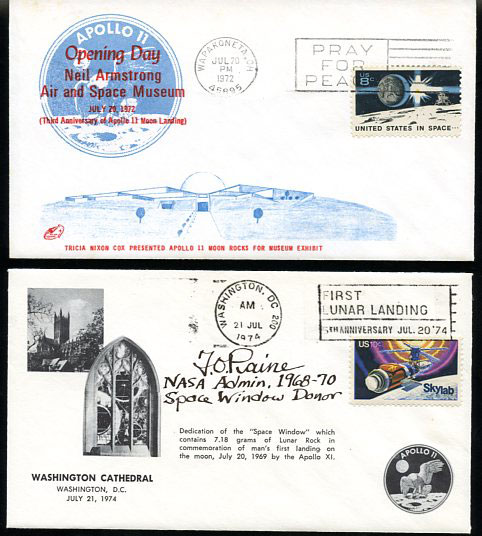 APOLLO 11
Opening Day
Neil Armstrong
Air and Space Museum
JULY 20, 1972
(Third Anniversary of Apollo 11 Moon Landing)
WAPAKONETA, OH
JUL 20
PM
1972
45895
PRAY
FOR
PEACE
US
8c
UNITED STATES IN SPACE...
TRICIA NIXON COX PRESENTED APOLLO 11 MOON ROCKS FOR MUSEUM EXHIBIT
WASHINGTON, DC 200
AM
21 JUL
1974
FIRST
LUNAR LANDING
5TH ANNIVERSARY JUL. 20 '74
US 10c
Skylab
T.O. Paine
NASA Admin. 1968-70
Space Window Donor
Dedication of the "Space Window" which
contains 7.18 grams of Lunar Rock in
commemoration of man's first landing on
the moon, July 20, 1969 by the Apollo XI.
WASHINGTON CATHEDRAL
WASHINGTON, D.C.
JULY 21, 1974
APOLLO 11